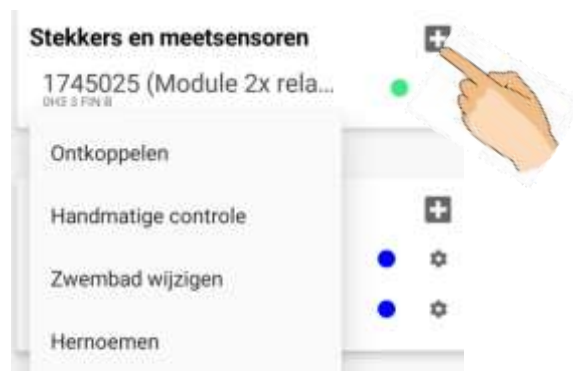 Stekkers en meetsensoren
1745025 (Module 2x rela...
Ontkoppelen
Handmatige controle
Zwembad wijzigen
Hernoemen